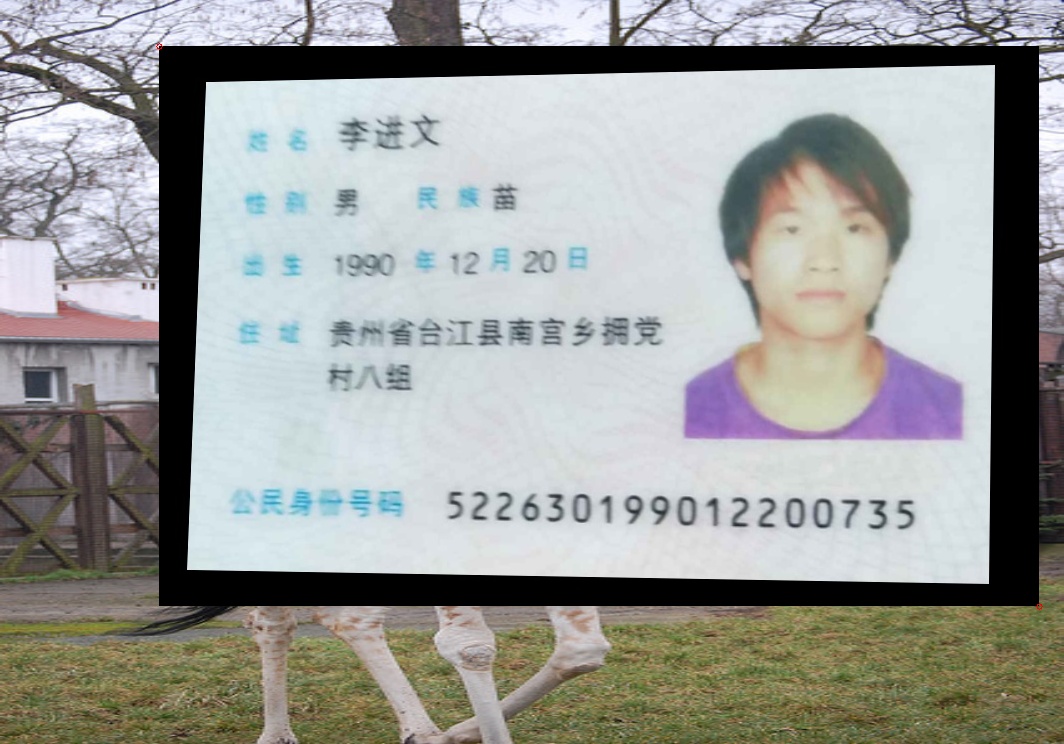 姓名 李进文
性别 男 民族 苗
出生 1990 年 12 月 20 日
住址 贵州省台江县南宫乡拥党
村八组
公民身份号码 522630199012200735